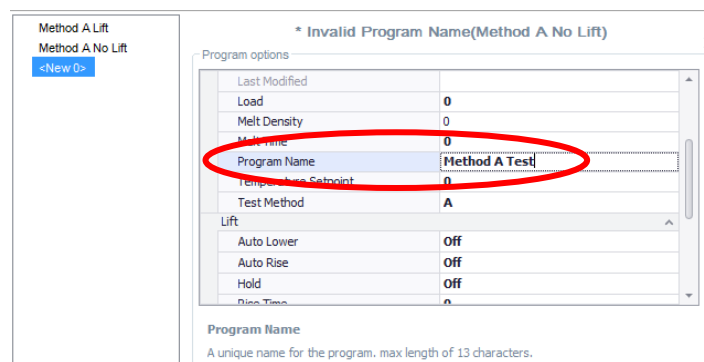 Method A Lift
Method A No Lift
<New 0>
* Invalid Program Name(Method A No Lift)
Program options
Last Modified
Load 0
Melt Density 0
Melt Time 0
Program Name Method A Test
Temperature Setpoint 0
Test Method A
Lift
Auto Lower Off
Auto Rise Off
Hold Off
Rise Time 0
Program Name
A unique name for the program. max length of 13 characters.